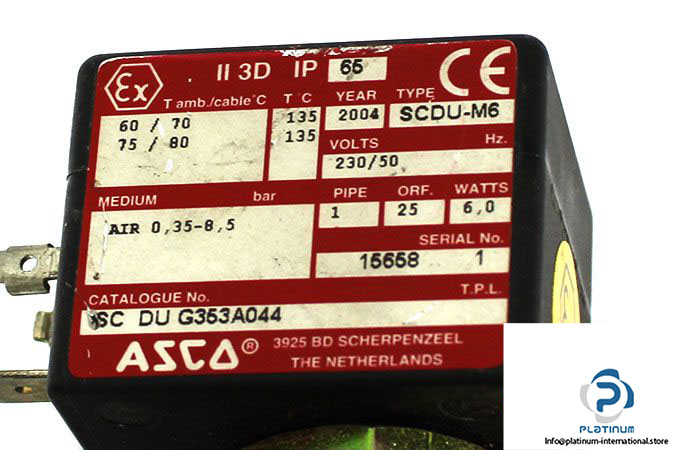 Ex II 3D IP 65 CE
T amb./cable°C T °C YEAR TYPE
60 / 70 135 2004 SCDU-M6
75 / 80 135
VOLTS Hz.
230/50
MEDIUM bar PIPE ORF. WATTS
AIR 0,35-8,5 1 25 6,0
SERIAL No.
15658 1
CATALOGUE No. T.P.L.
SC DU G353A044
ASCO® 3925 BD SCHERPENZEEL
THE NETHERLANDS
PLATINUM
Info@platinum-international.store